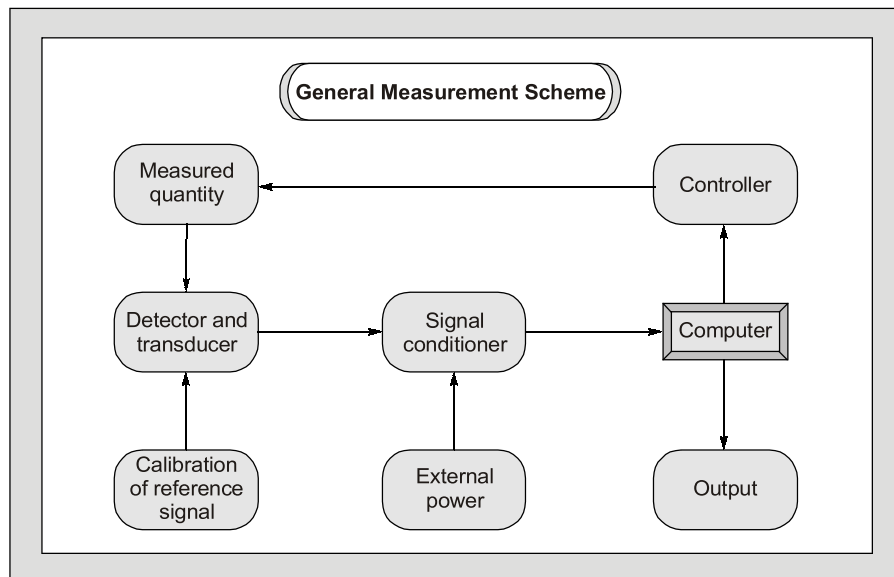 General Measurement Scheme
Measured
quantity
Controller
Detector and
transducer
Signal
conditioner
Computer
Calibration
of reference
signal
External
power
Output